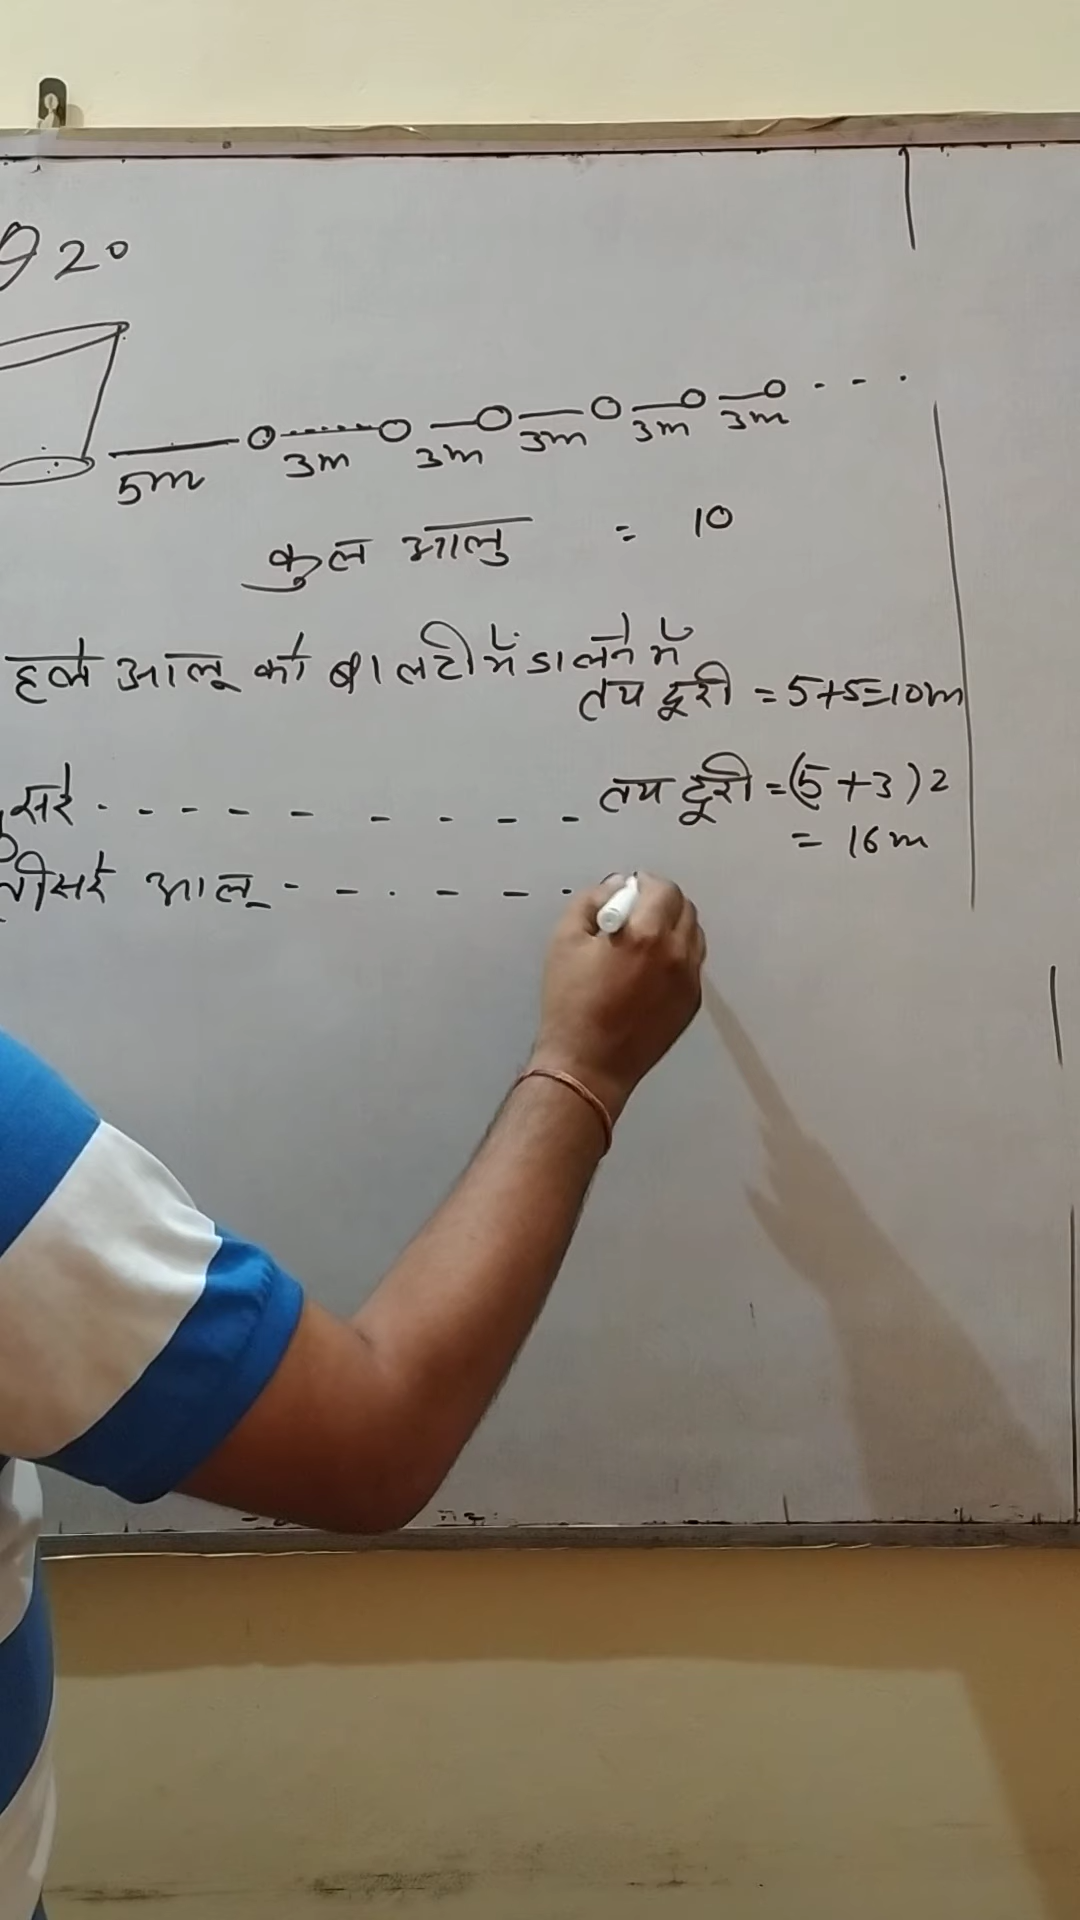 20
5m 3m 3m 3m 3m 3m - - .
कुल आलु = 10
हले आलू को बालटी में डालने में
तय दूरी = 5+5=10m
सरे - - - - - - - - तय दूरी = (5+3)2
= 16m
तीसरे आलू - - . - - .